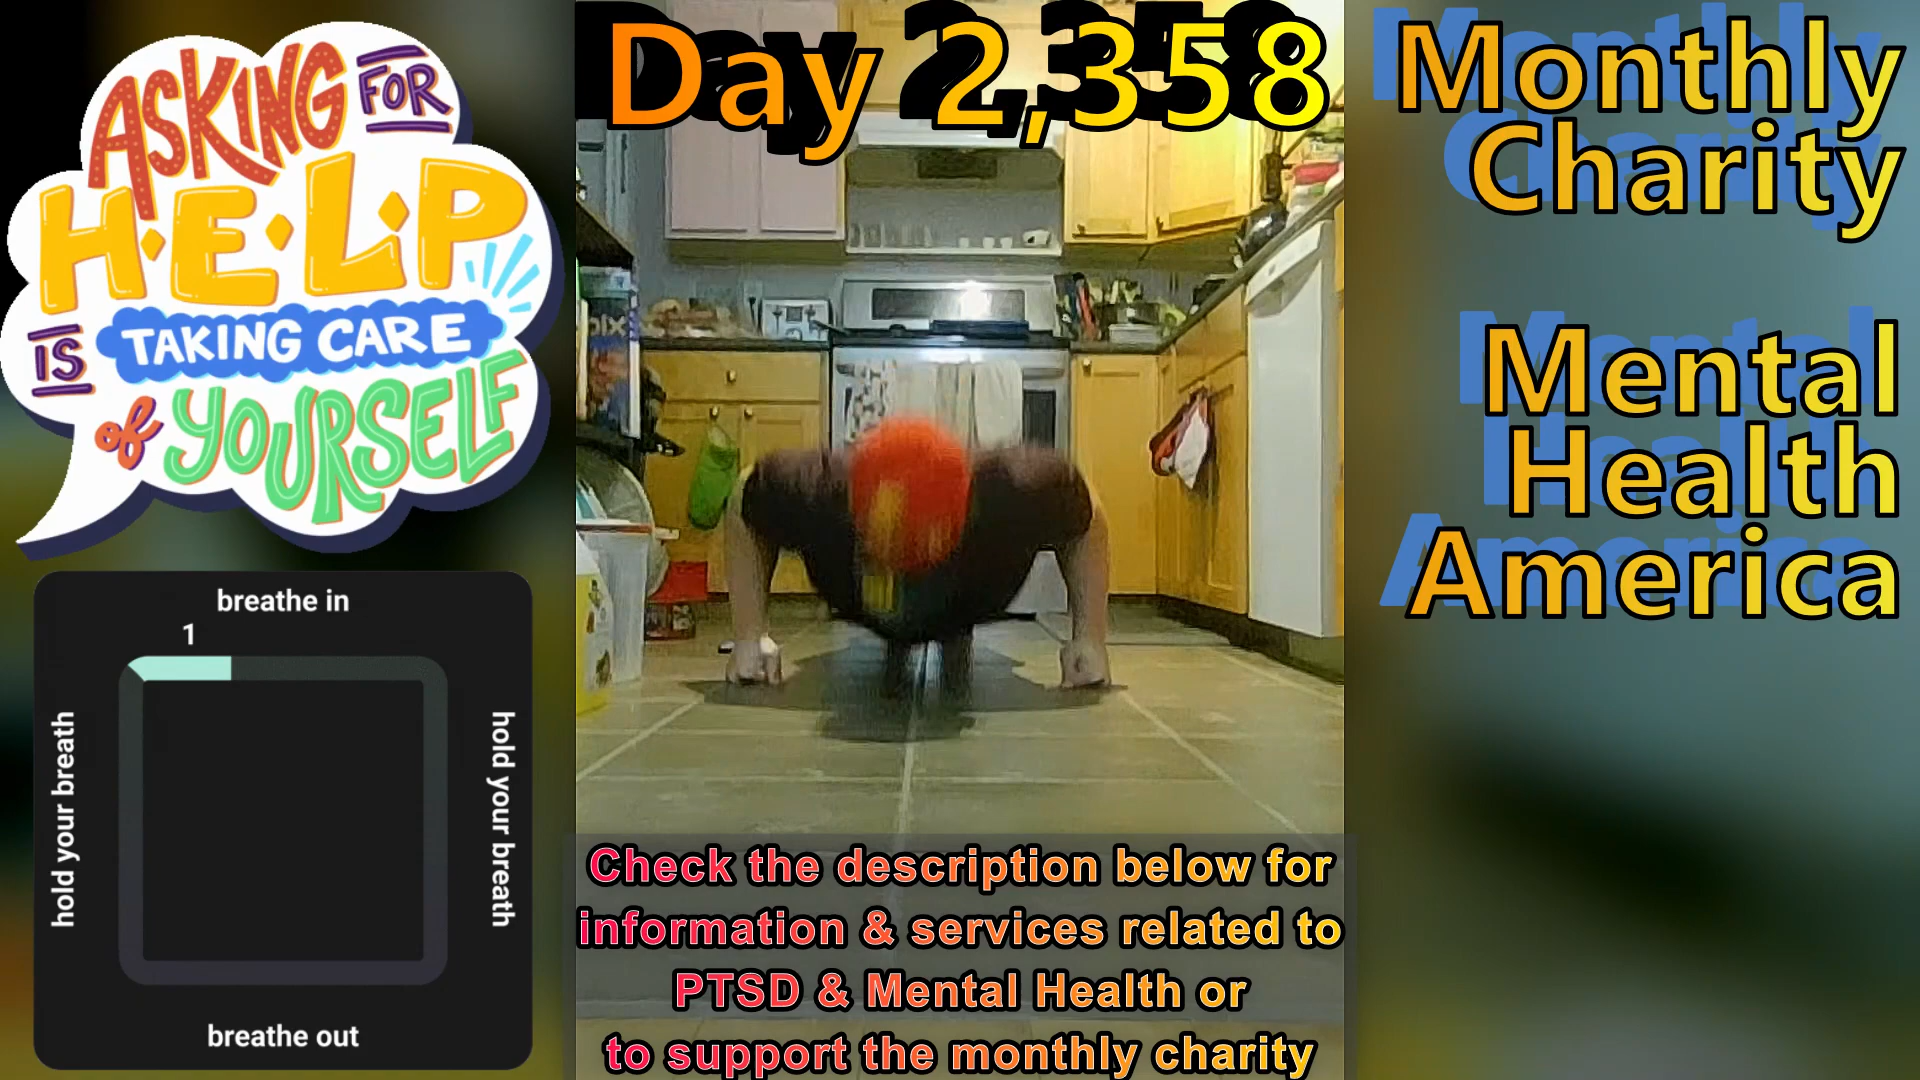 ASKING FOR
H·E·L·P
IS TAKING CARE
of YOURSELF
breathe in
1
hold your breath
hold your breath
breathe out
Day 2,358
Check the description below for
information & services related to
PTSD & Mental Health or
to support the monthly charity
Monthly
Charity
Mental
Health
America